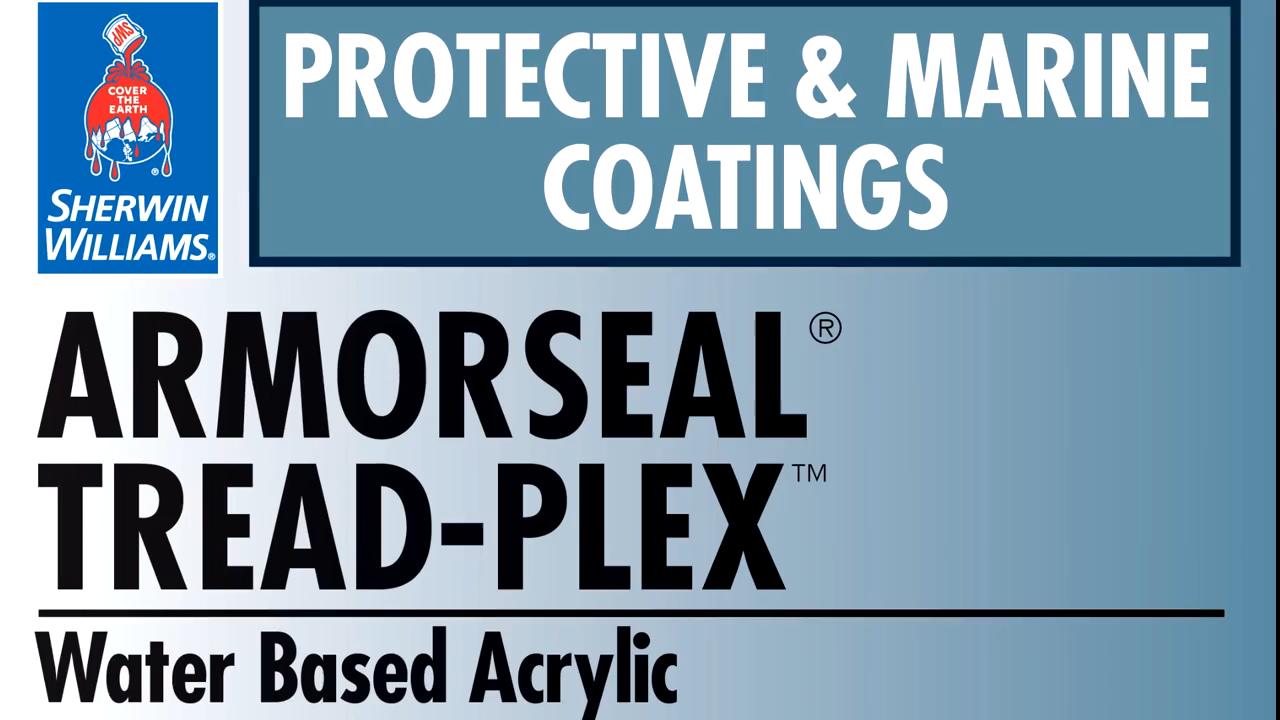 SWP
COVER
THE
EARTH
®
SHERWIN
WILLIAMS®
PROTECTIVE & MARINE
COATINGS
ARMORSEAL®
TREAD-PLEX™
Water Based Acrylic